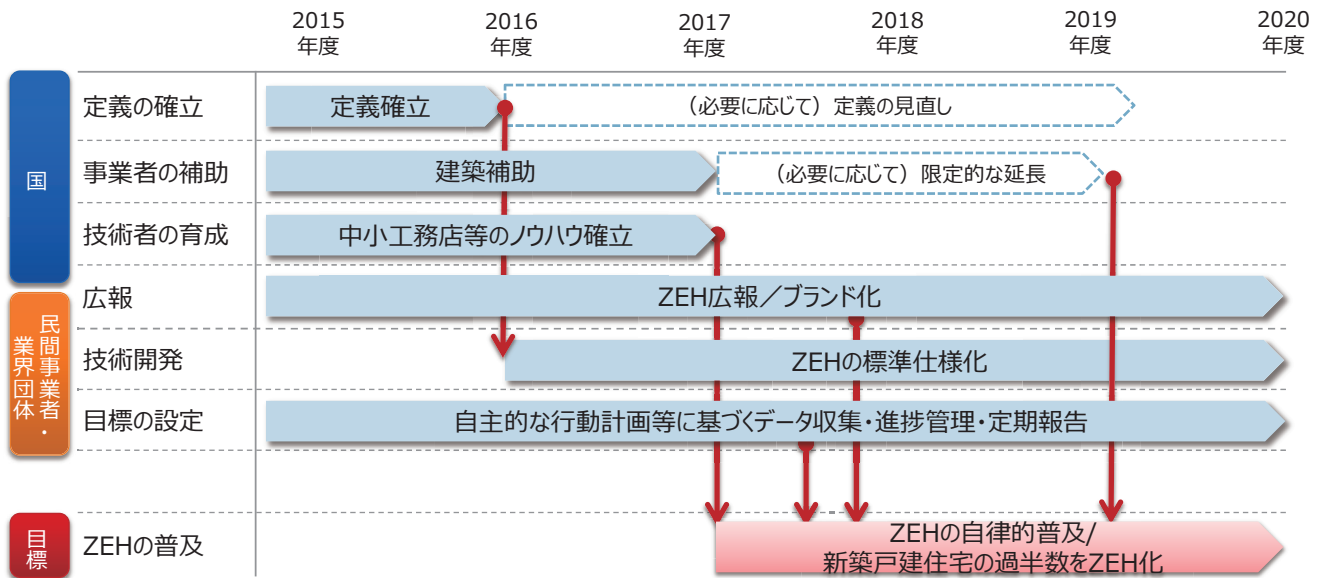 2015
年度
2016
年度
2017
年度
2018
年度
2019
年度
2020
年度
国
定義の確立
定義確立
（必要に応じて）定義の見直し
事業者の補助
建築補助
（必要に応じて）限定的な延長
技術者の育成
中小工務店等のノウハウ確立
民間事業者・
業界団体
広報
ZEH広報／ブランド化
技術開発
ZEHの標準仕様化
目標の設定
自主的な行動計画等に基づくデータ収集・進捗管理・定期報告
目標
ZEHの普及
ZEHの自律的普及/
新築戸建住宅の過半数をZEH化